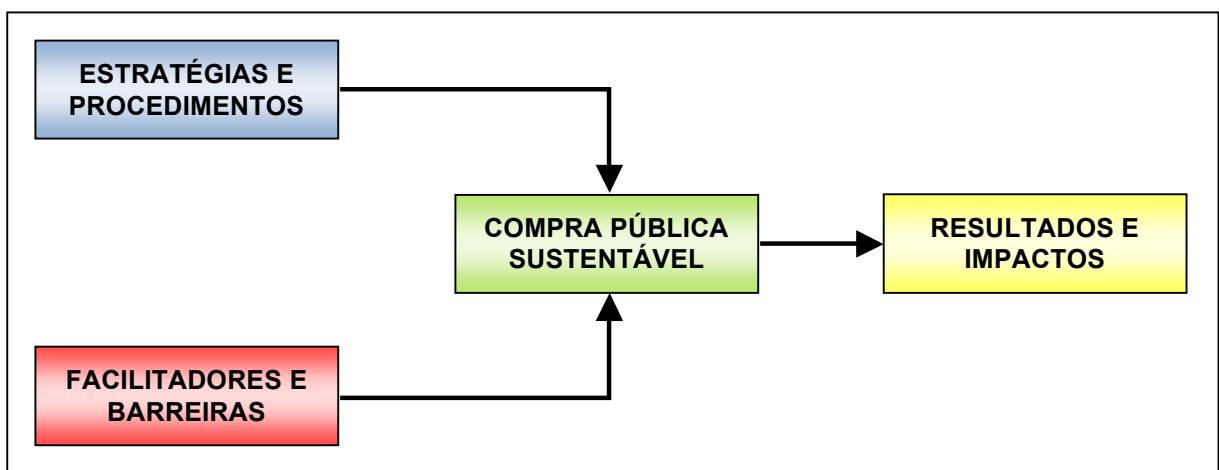 ESTRATÉGIAS E
PROCEDIMENTOS
COMPRA PÚBLICA
SUSTENTÁVEL
RESULTADOS E
IMPACTOS
FACILITADORES E
BARREIRAS